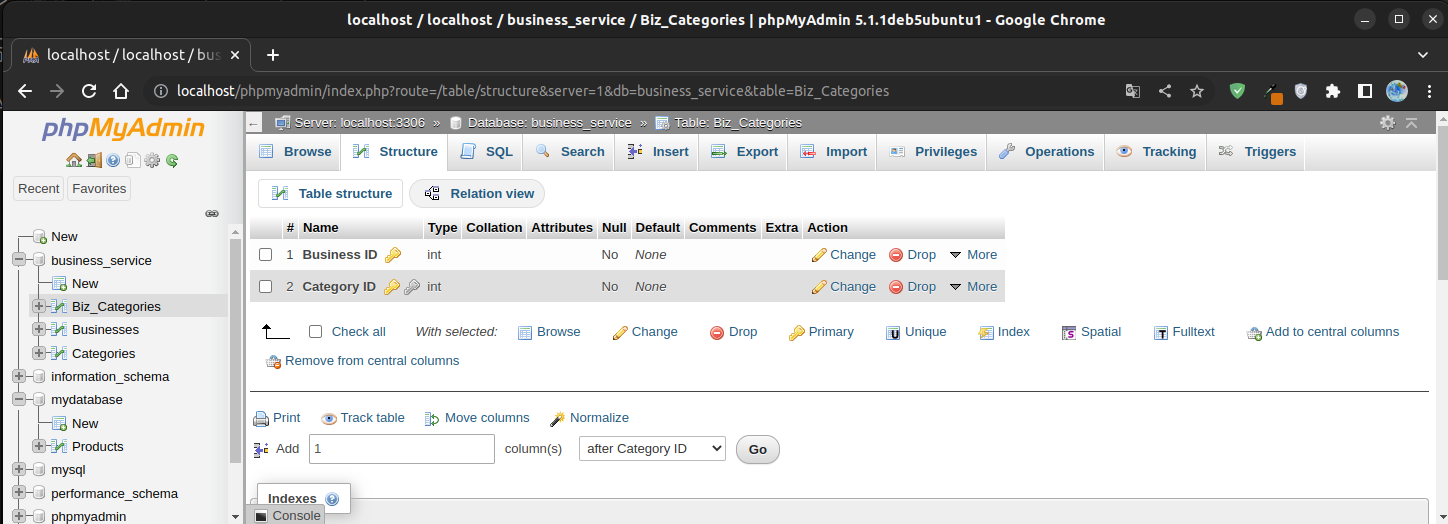 localhost / localhost / business_service / Biz_Categories | phpMyAdmin 5.1.1deb5ubuntu1 - Google Chrome
localhost / localhost / bus
localhost/phpmyadmin/index.php?route=/table/structure&server=1&db=business_service&table=Biz_Categories
phpMyAdmin
Recent Favorites
New
business_service
New
Biz_Categories
Businesses
Categories
information_schema
mydatabase
New
Products
mysql
performance_schema
phpmyadmin
Server: localhost:3306 » Database: business_service » Table: Biz_Categories
Browse Structure SQL Search Insert Export Import Privileges Operations Tracking Triggers
Table structure Relation view
# Name Type Collation Attributes Null Default Comments Extra Action
1 Business ID int No None Change Drop More
2 Category ID int No None Change Drop More
Check all With selected: Browse Change Drop Primary Unique Index Spatial Fulltext Add to central columns
Remove from central columns
Print Track table Move columns Normalize
Add 1 column(s) after Category ID Go
Indexes
Console